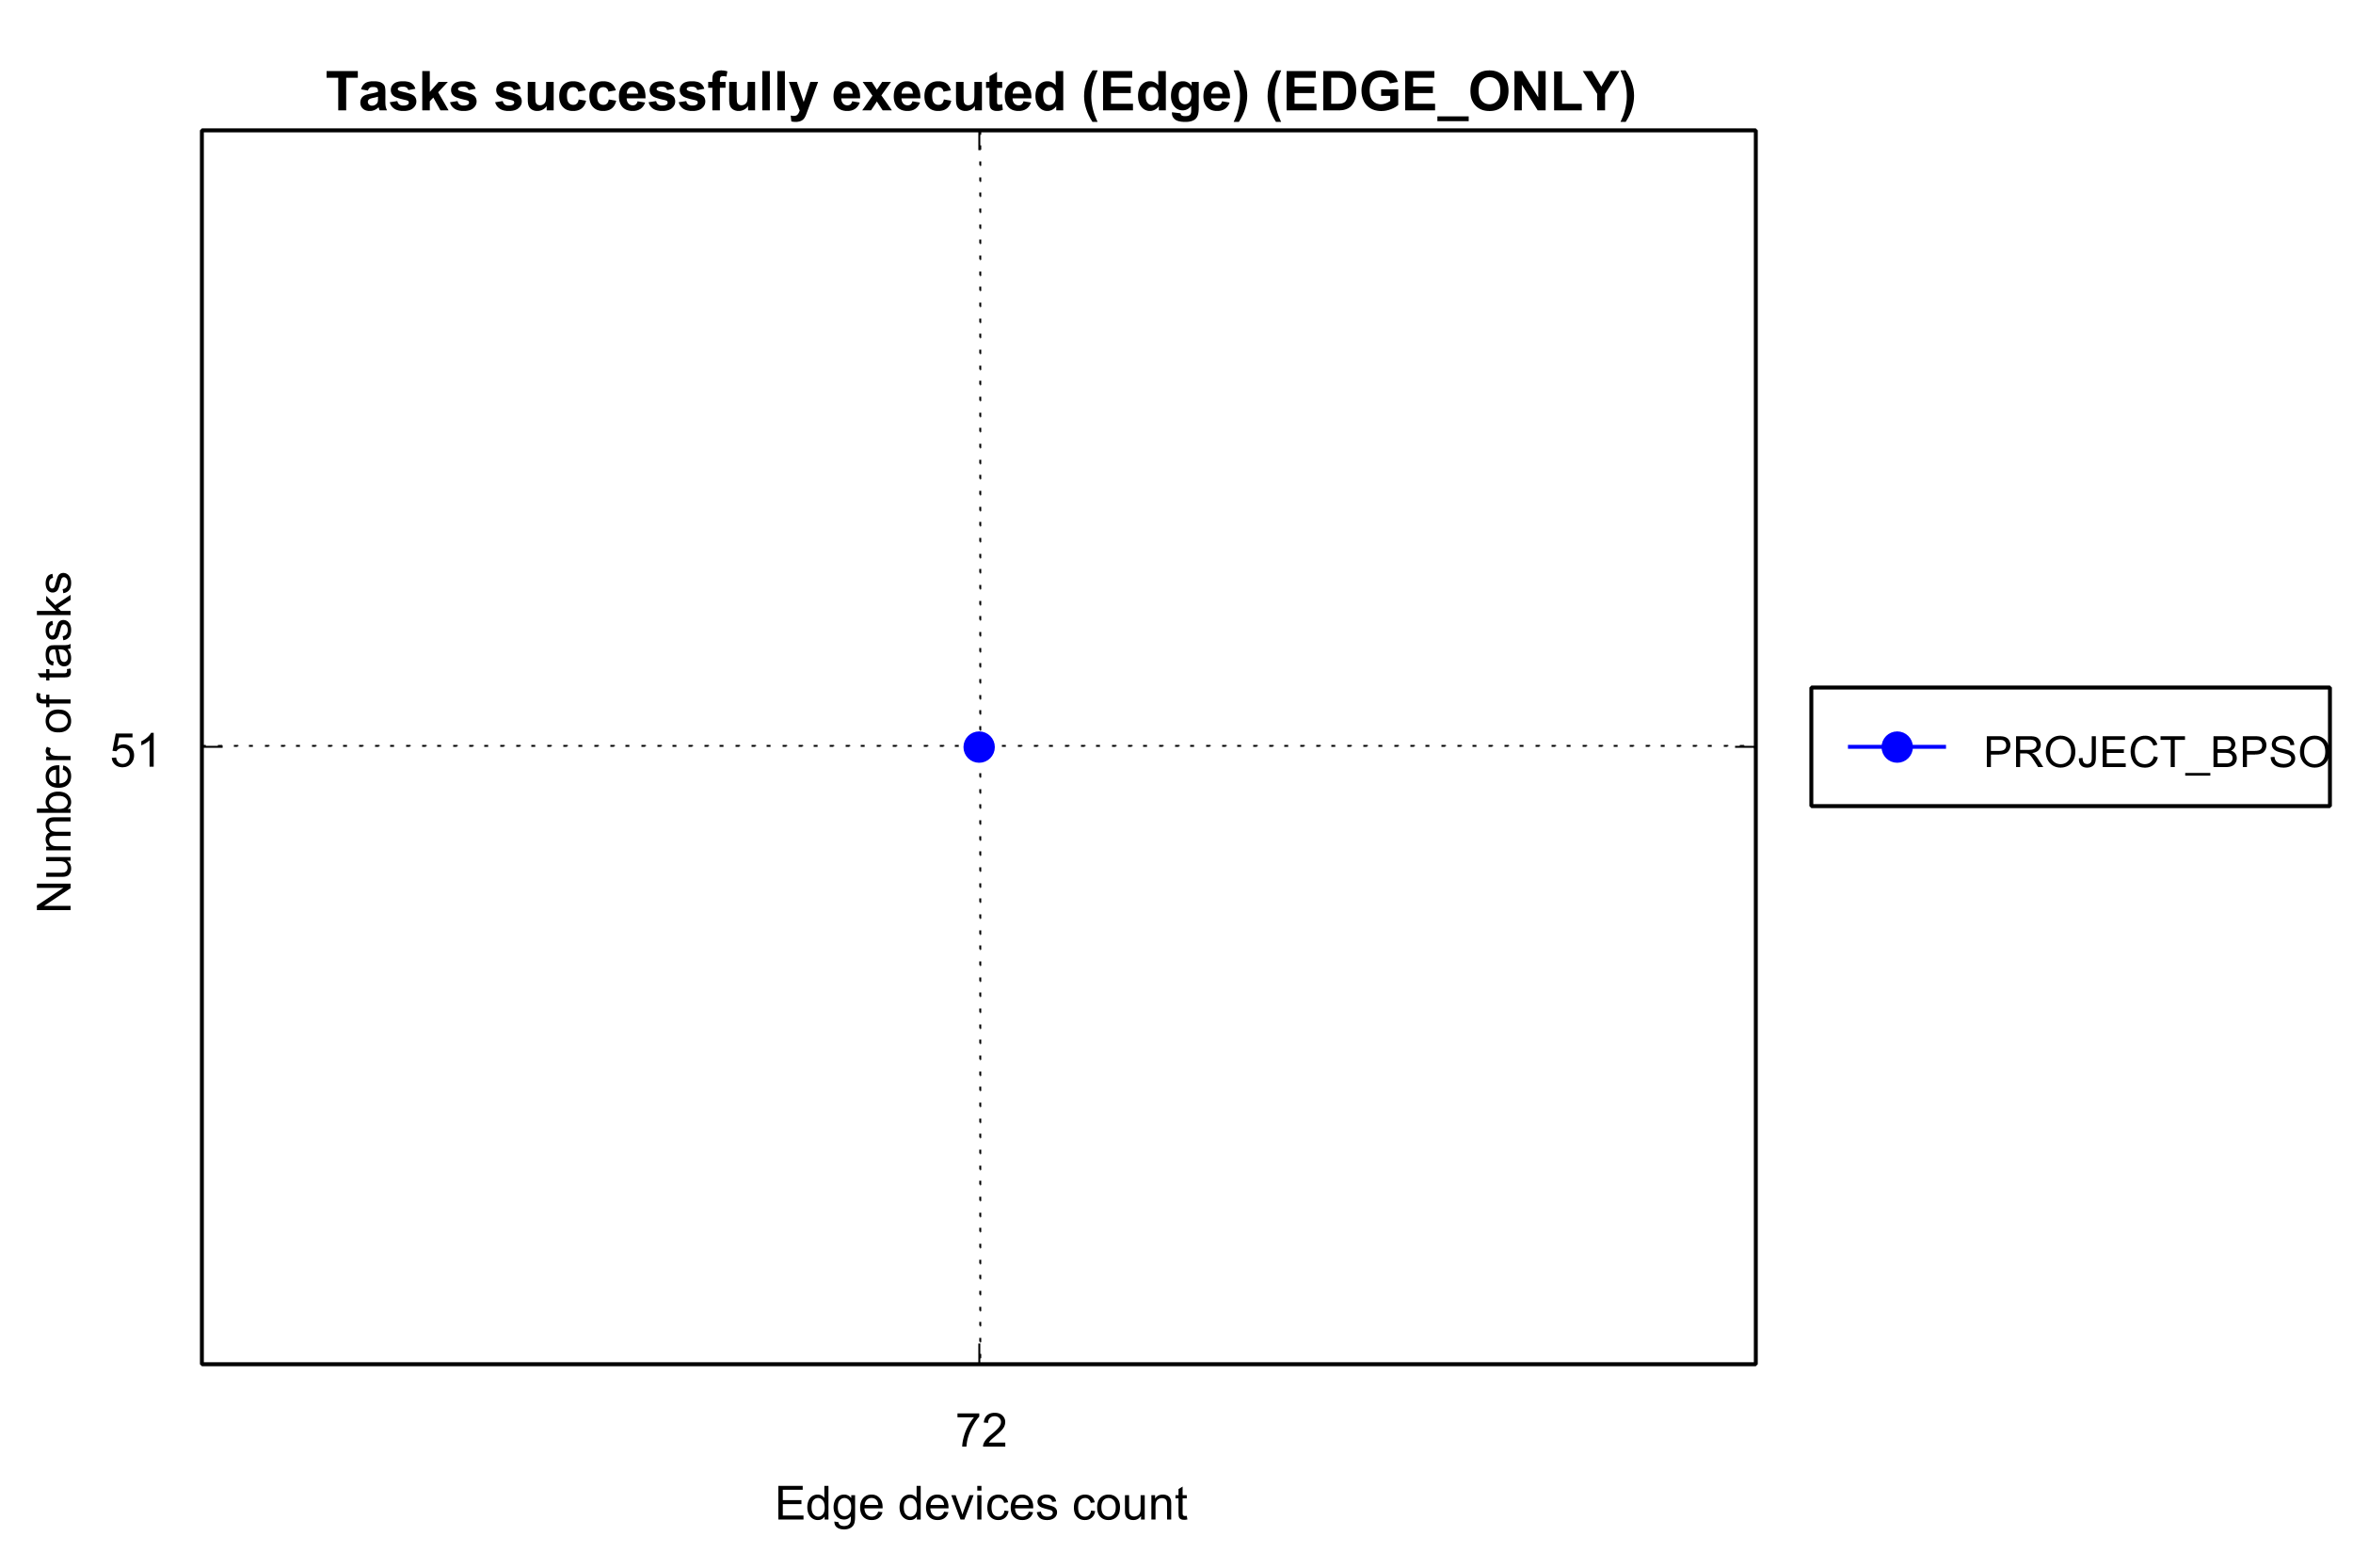 Tasks successfully executed (Edge) (EDGE_ONLY)
Number of tasks
51
PROJECT_BPSO
72
Edge devices count